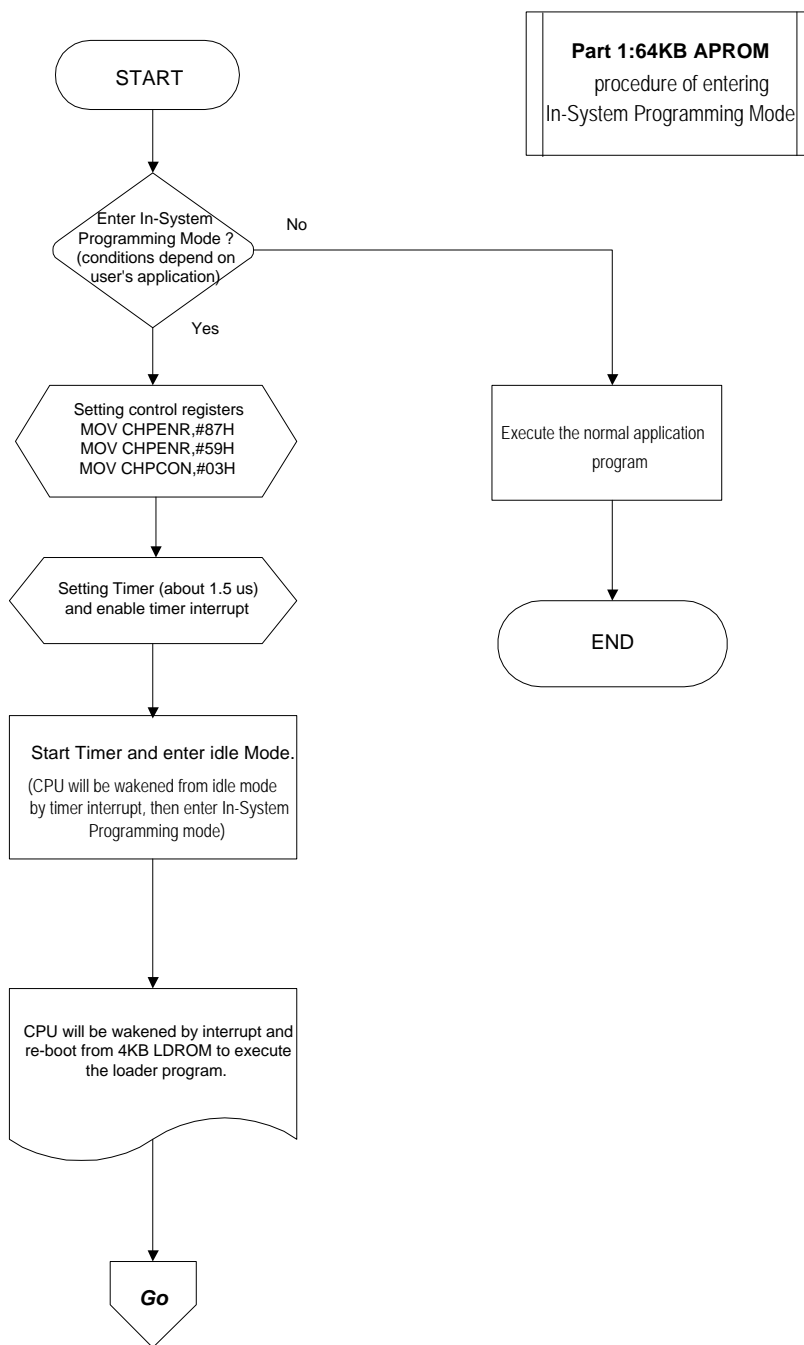 START
Part 1:64KB APROM
procedure of entering
In-System Programming Mode
Enter In-System
Programming Mode ?
(conditions depend on
user's application)
No
Yes
Setting control registers
MOV CHPENR,#87H
MOV CHPENR,#59H
MOV CHPCON,#03H
Execute the normal application
program
Setting Timer (about 1.5 us)
and enable timer interrupt
END
Start Timer and enter idle Mode.
(CPU will be wakened from idle mode
by timer interrupt, then enter In-System
Programming mode)
CPU will be wakened by interrupt and
re-boot from 4KB LDROM to execute
the loader program.
Go